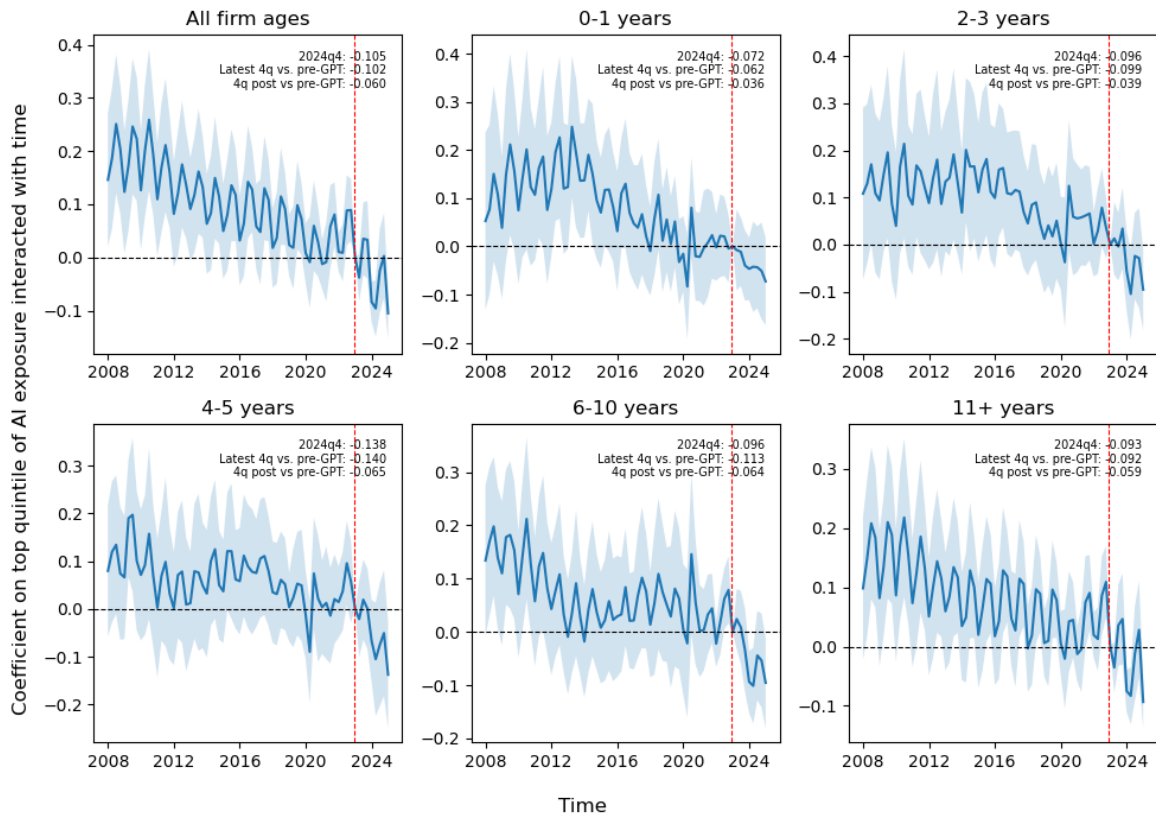 All firm ages
0-1 years
2-3 years
0.4
0.3
0.2
0.1
0.0
−0.1
2024q4: -0.105
Latest 4q vs. pre-GPT: -0.102
4q post vs pre-GPT: -0.060
2008 2012 2016 2020 2024
0.4
0.3
0.2
0.1
0.0
−0.1
−0.2
2024q4: -0.072
Latest 4q vs. pre-GPT: -0.062
4q post vs pre-GPT: -0.036
2008 2012 2016 2020 2024
0.4
0.3
0.2
0.1
0.0
−0.1
−0.2
2024q4: -0.096
Latest 4q vs. pre-GPT: -0.099
4q post vs pre-GPT: -0.039
2008 2012 2016 2020 2024
Coefficient on top quintile of AI exposure interacted with time
4-5 years
6-10 years
11+ years
0.3
0.2
0.1
0.0
−0.1
−0.2
2024q4: -0.138
Latest 4q vs. pre-GPT: -0.140
4q post vs pre-GPT: -0.065
2008 2012 2016 2020 2024
0.3
0.2
0.1
0.0
−0.1
−0.2
2024q4: -0.096
Latest 4q vs. pre-GPT: -0.113
4q post vs pre-GPT: -0.064
2008 2012 2016 2020 2024
0.3
0.2
0.1
0.0
−0.1
2024q4: -0.093
Latest 4q vs. pre-GPT: -0.092
4q post vs pre-GPT: -0.059
2008 2012 2016 2020 2024
Time